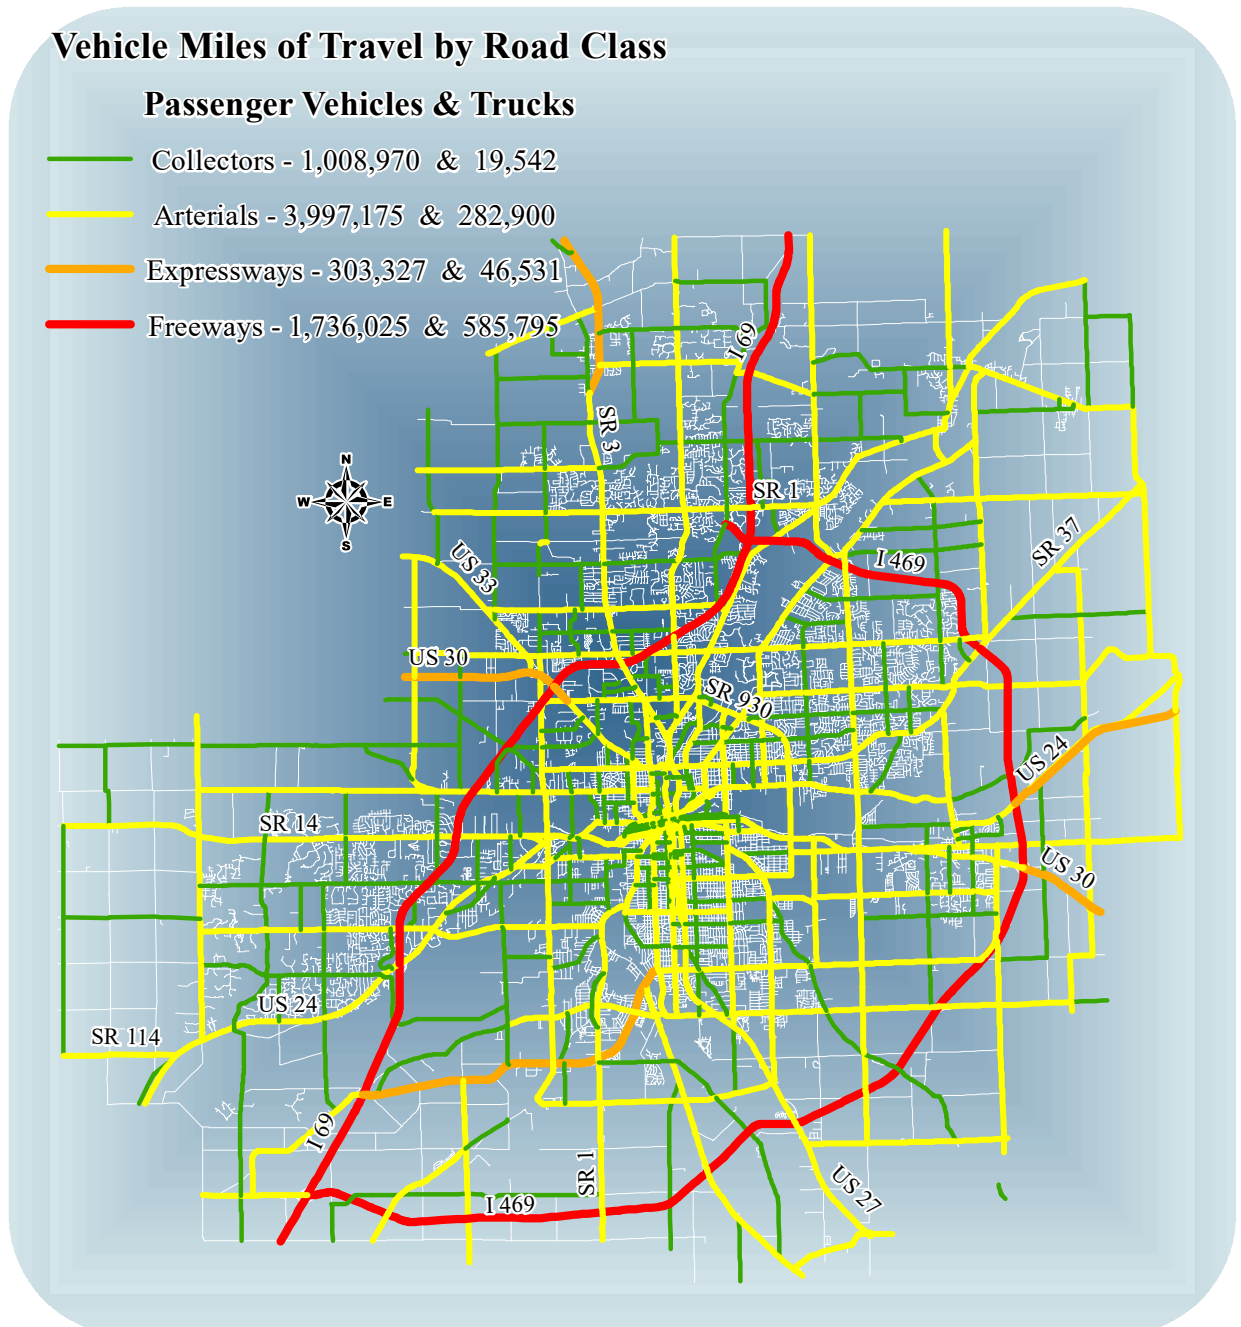 Vehicle Miles of Travel by Road Class
Passenger Vehicles & Trucks
Collectors - 1,008,970 & 19,542
Arterials - 3,997,175 & 282,900
Expressways - 303,327 & 46,531
Freeways - 1,736,025 & 585,795
I 69
SR 3
N
W E
S
SR 1
US 33
I 469
SR 37
US 30
SR 930
US 24
SR 14
US 30
US 24
SR 114
I 69
SR 1
I 469
US 27